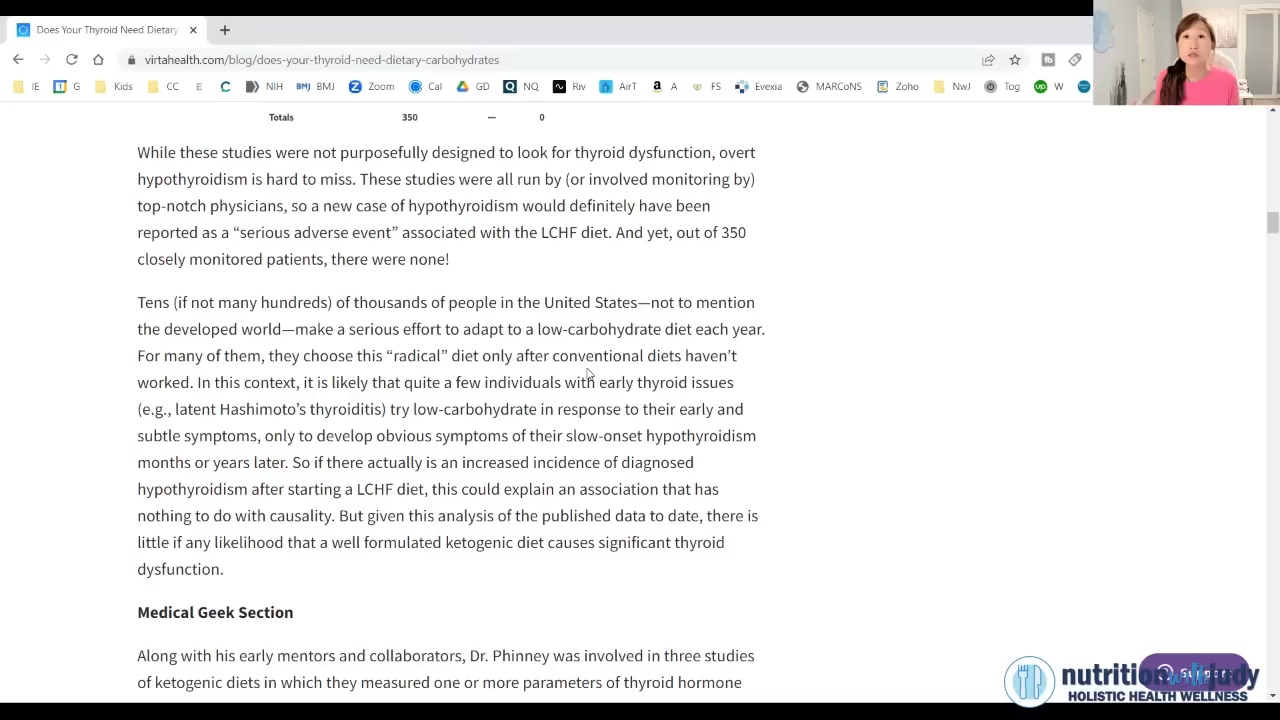 Does Your Thyroid Need Dietary
virtahealth.com/blog/does-your-thyroid-need-dietary-carbohydrates
IE G Kids CC E NIH BMJ BMJ Zoom Cal GD NQ Riv AirT A FS Evexia MARCoNS Zoho NwJ Tog up W
Totals 350 — 0
While these studies were not purposefully designed to look for thyroid dysfunction, overt
hypothyroidism is hard to miss. These studies were all run by (or involved monitoring by)
top-notch physicians, so a new case of hypothyroidism would definitely have been
reported as a “serious adverse event” associated with the LCHF diet. And yet, out of 350
closely monitored patients, there were none!
Tens (if not many hundreds) of thousands of people in the United States—not to mention
the developed world—make a serious effort to adapt to a low-carbohydrate diet each year.
For many of them, they choose this “radical” diet only after conventional diets haven’t
worked. In this context, it is likely that quite a few individuals with early thyroid issues
(e.g., latent Hashimoto’s thyroiditis) try low-carbohydrate in response to their early and
subtle symptoms, only to develop obvious symptoms of their slow-onset hypothyroidism
months or years later. So if there actually is an increased incidence of diagnosed
hypothyroidism after starting a LCHF diet, this could explain an association that has
nothing to do with causality. But given this analysis of the published data to date, there is
little if any likelihood that a well formulated ketogenic diet causes significant thyroid
dysfunction.
Medical Geek Section
Along with his early mentors and collaborators, Dr. Phinney was involved in three studies
of ketogenic diets in which they measured one or more parameters of thyroid hormone
Support
nutrition with judy
HOLISTIC HEALTH WELLNESS